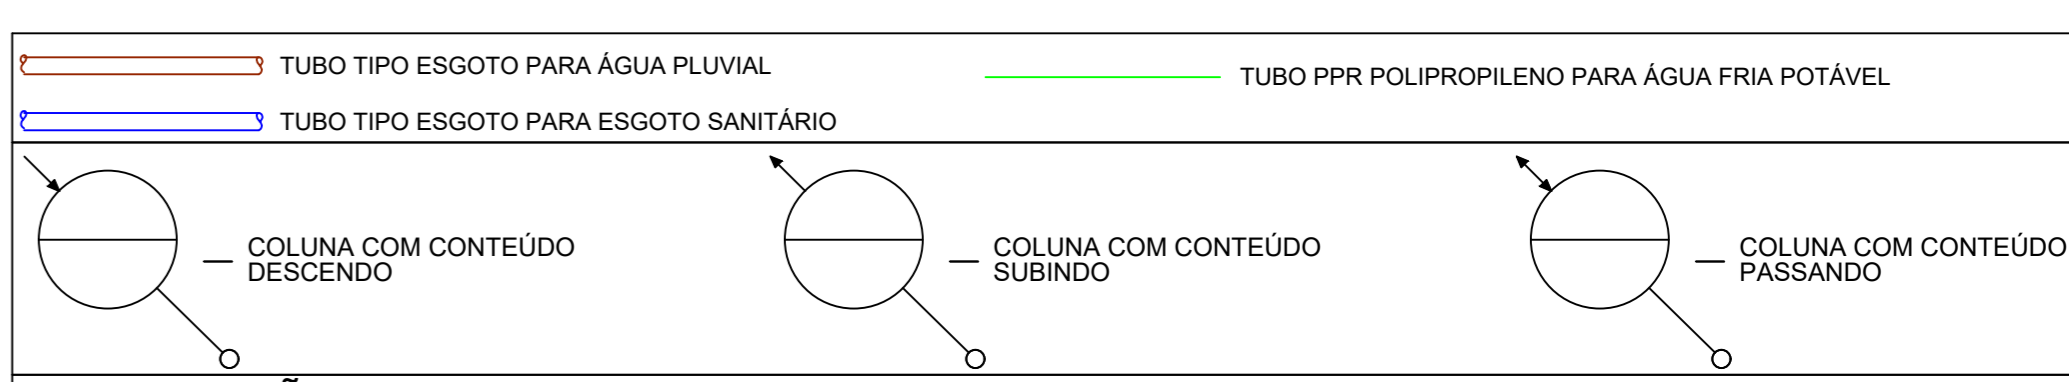 TUBO TIPO ESGOTO PARA ÁGUA PLUVIAL
TUBO PPR POLIPROPILENO PARA ÁGUA FRIA POTÁVEL
TUBO TIPO ESGOTO PARA ESGOTO SANITÁRIO
COLUNA COM CONTEÚDO
DESCENDO
COLUNA COM CONTEÚDO
SUBINDO
COLUNA COM CONTEÚDO
PASSANDO